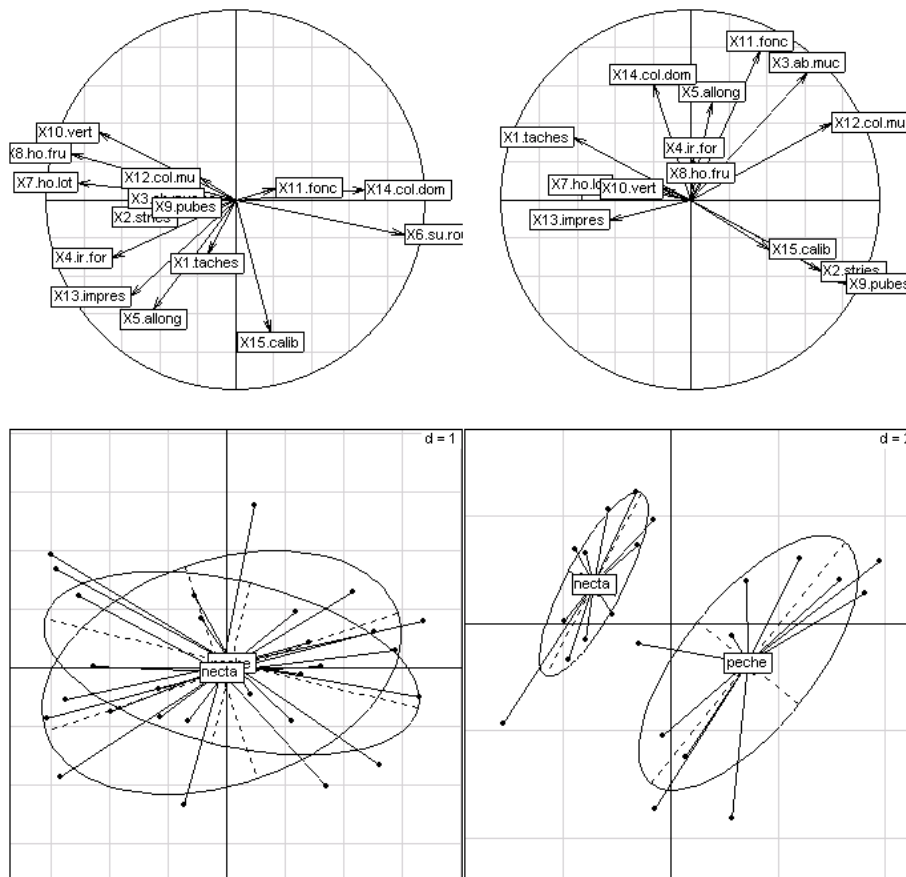 X10.vert
X8.ho.fru
X12.col.mu
X7.ho.lot
X11.fonc
X14.col.dom
X9.pubes
X2.stries
X6.su.rou
X4.ir.for
X1.taches
X13.impres
X5.allong
X15.calib
X11.fonc
X3.ab.muc
X14.col.dom
X5.allong
X12.col.mu
X1.taches
X4.ir.for
X8.ho.fru
X7.ho.lot
X10.vert
X13.impres
X15.calib
X2.stries
X9.pubes
d = 1
necta
d = 2
necta
peche